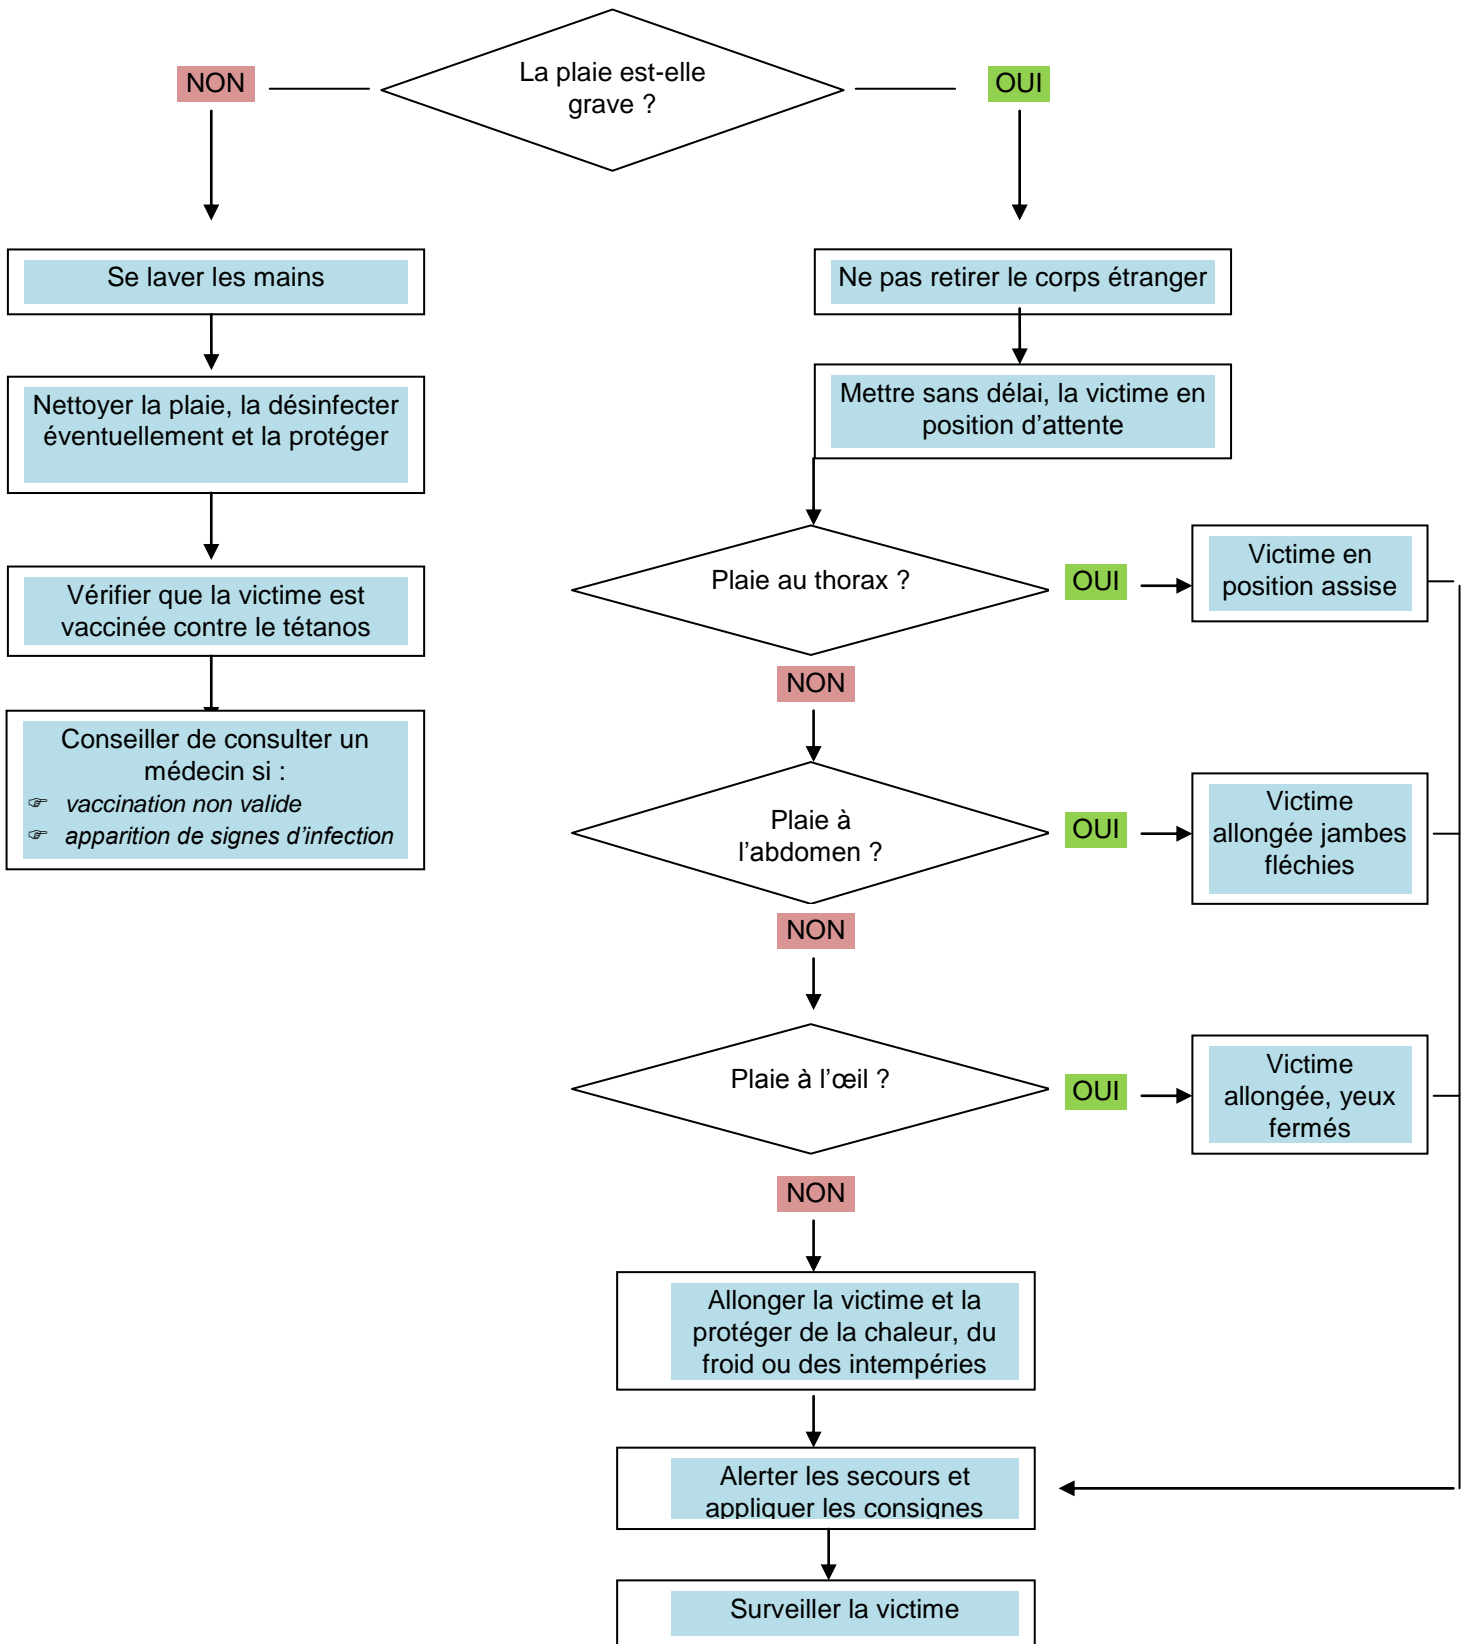 La plaie est-elle
grave ?
NON
OUI
Se laver les mains
Nettoyer la plaie, la désinfecter
éventuellement et la protéger
Vérifier que la victime est
vaccinée contre le tétanos
Conseiller de consulter un
médecin si :
☞ vaccination non valide
☞ apparition de signes d’infection
Ne pas retirer le corps étranger
Mettre sans délai, la victime en
position d’attente
Plaie au thorax ?
OUI
Victime en
position assise
NON
Plaie à
l’abdomen ?
OUI
Victime
allongée jambes
fléchies
NON
Plaie à l’œil ?
OUI
Victime
allongée, yeux
fermés
NON
Allonger la victime et la
protéger de la chaleur, du
froid ou des intempéries
Alerter les secours et
appliquer les consignes
Surveiller la victime